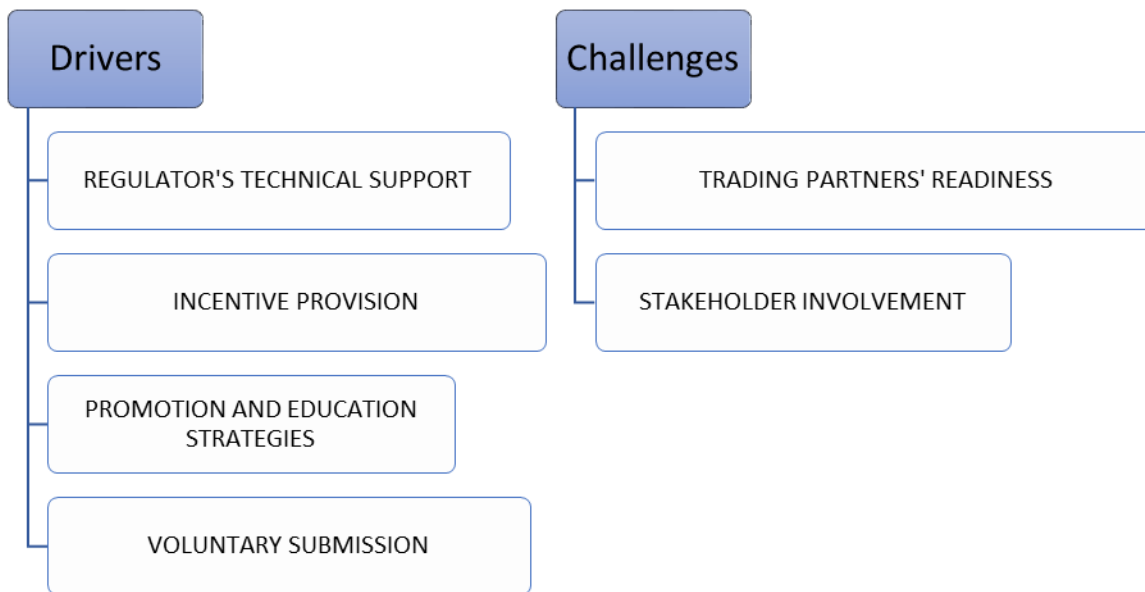 Drivers
REGULATOR'S TECHNICAL SUPPORT
INCENTIVE PROVISION
PROMOTION AND EDUCATION
STRATEGIES
VOLUNTARY SUBMISSION
Challenges
TRADING PARTNERS' READINESS
STAKEHOLDER INVOLVEMENT